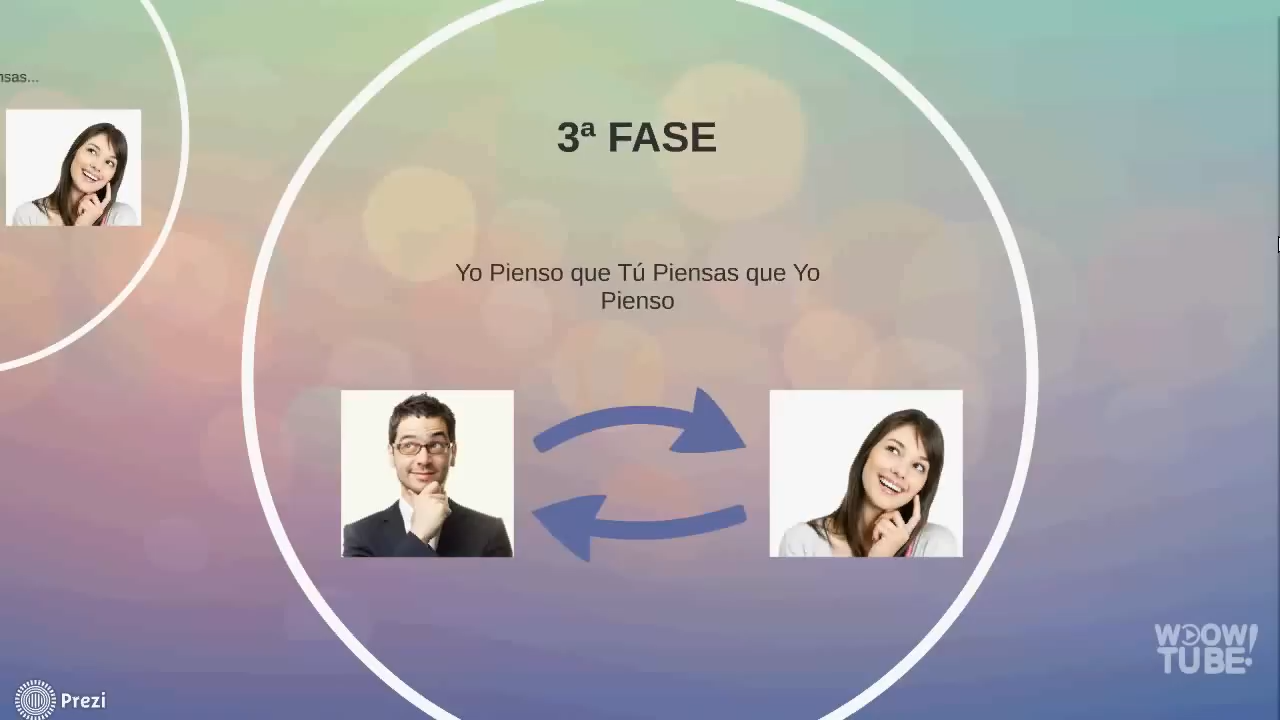 nsas...
3ª FASE
Yo Pienso que Tú Piensas que Yo
Pienso
WOOW!
TUBE!
Prezi